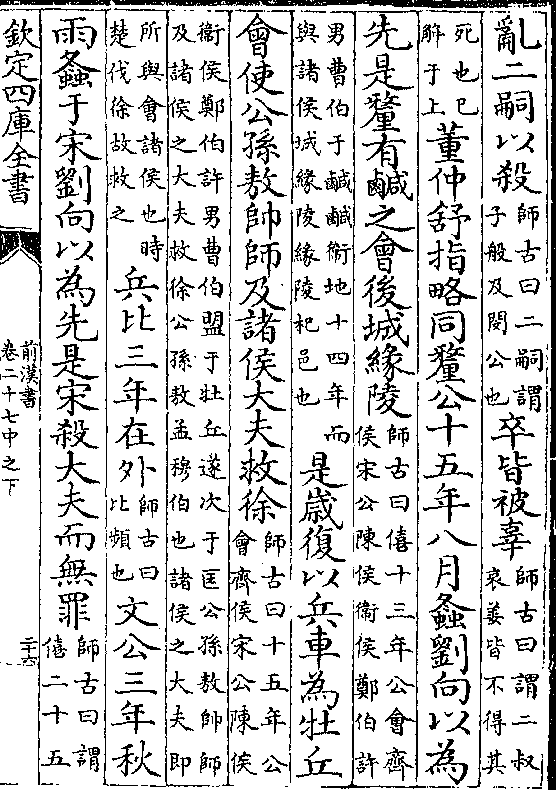 亂二嗣以殺師古曰二嗣謂子般及閔公也卒皆被辜師古曰謂二叔哀姜皆不得其
死也巳解于上董仲舒指略同釐公十五年八月螽劉向以為
先是釐有鹹之會後城緣陵師古曰僖十三年公會齊侯宋公陳侯衞侯鄭伯許
男曹伯于鹹鹹衞地十四年而與諸侯城緣陵緣陵杞邑也是歲復以兵車為牡丘
會使公孫敖帥師及諸侯大夫救徐師古曰十五年公會齊侯宋公陳侯
衞侯鄭伯許男曹伯盟于牡丘遂次于匡公孫敖帥師及諸侯之大夫救徐公孫敖孟穆伯也諸侯之大夫即
所與會諸侯也時楚伐徐故救之兵比三年在外師古曰比頻也文公三年秋
雨螽于宋劉向以為先是宋殺大夫而無罪師古曰謂僖二十五
欽定四庫全書
前漢書
卷二十七中之下
二十六